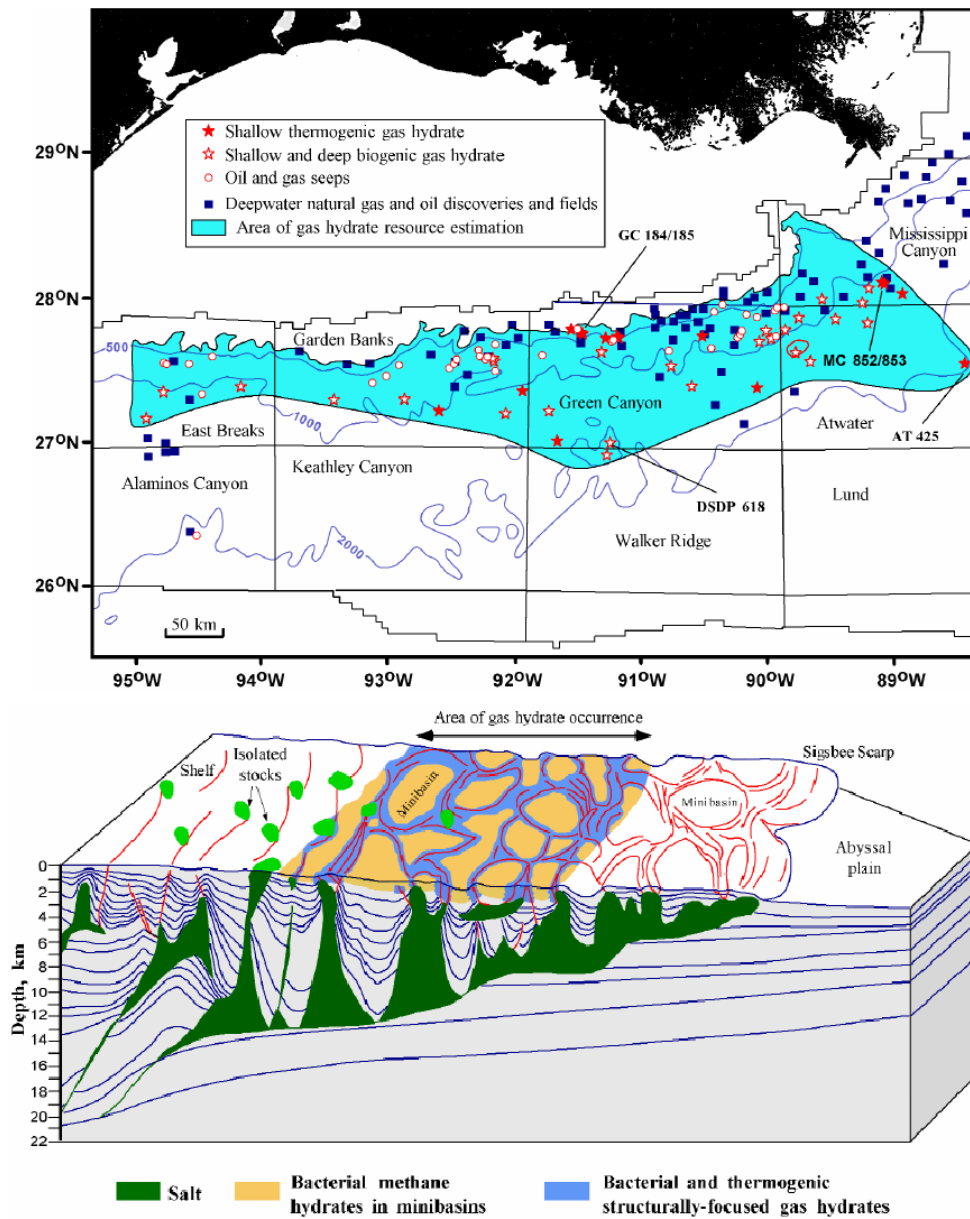 29°N
28°N
27°N
26°N
Shallow thermogenic gas hydrate
Shallow and deep biogenic gas hydrate
Oil and gas seeps
Deepwater natural gas and oil discoveries and fields
Area of gas hydrate resource estimation
GC 184/185
Mississippi
Canyon
Garden Banks
500
MC 852/853
Green Canyon
1000
Atwater
East Breaks
AT 425
Keathley Canyon
Alaminos Canyon
DSDP 618
Lund
Walker Ridge
2000
50 km
95°W
94°W
93°W
92°W
91°W
90°W
89°W
Area of gas hydrate occurrence
Isolated
stocks
Shelf
Sigsbee Scarp
Minibasin
Minibasin
Abyssal
plain
Depth, km
0
2
4
6
8
9
10
11
12
13
14
16
18
20
22
Salt
Bacterial methane
hydrates in minibasins
Bacterial and thermogenic
structurally-focused gas hydrates